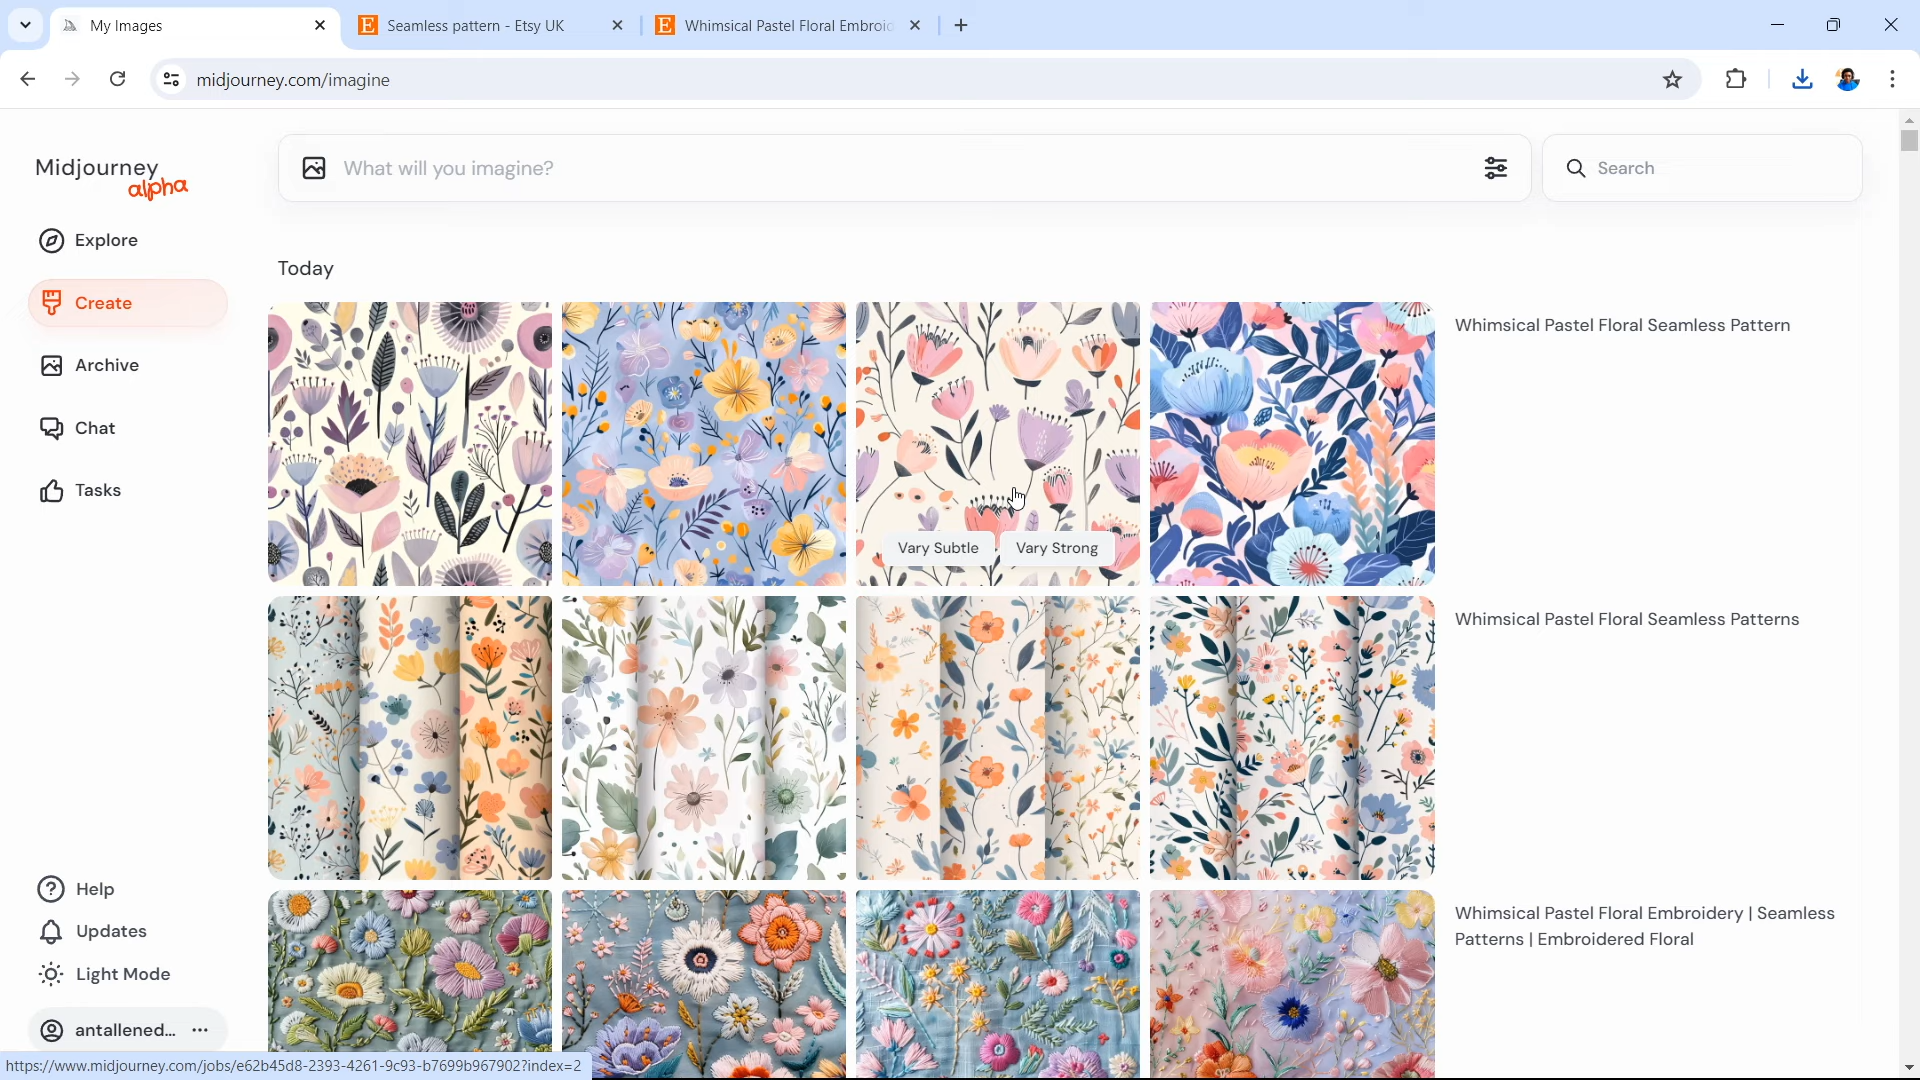 My Images
Seamless pattern - Etsy UK
Whimsical Pastel Floral Embroid
midjourney.com/imagine
Midjourney
alpha
What will you imagine?
Search
Explore
Create
Archive
Chat
Tasks
Today
Whimsical Pastel Floral Seamless Pattern
Vary Subtle
Vary Strong
Whimsical Pastel Floral Seamless Patterns
Whimsical Pastel Floral Embroidery | Seamless
Patterns | Embroidered Floral
Help
Updates
Light Mode
antallened...
https://www.midjourney.com/jobs/e62b45d8-2393-4261-9c93-b7699b967902?index=2